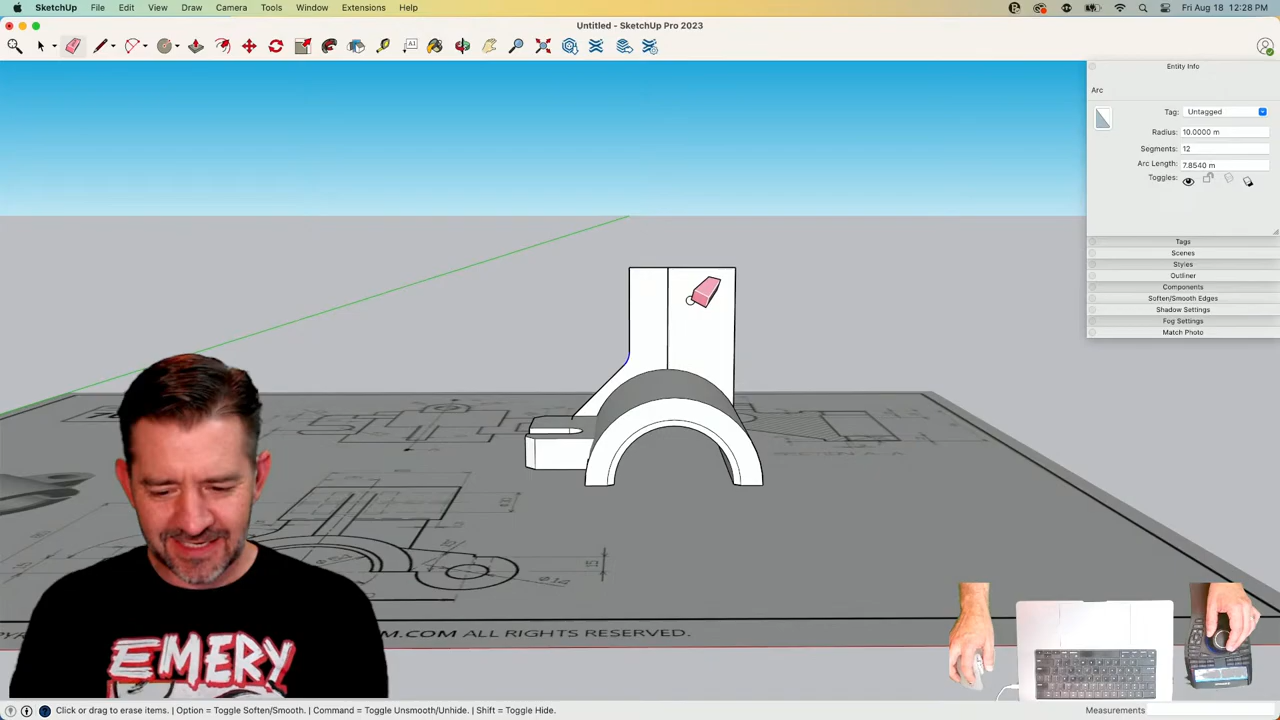 SketchUp File Edit View Draw Camera Tools Window Extensions Help
Fri Aug 18 12:28 PM
Untitled - SketchUp Pro 2023
A1
Entity Info
Arc
Tag: Untagged
Radius: 10.0000 m
Segments: 12
Arc Length: 7.8540 m
Toggles:
Tags
Scenes
Styles
Outliner
Components
Soften/Smooth Edges
Shadow Settings
Fog Settings
Match Photo
M.COM ALL RIGHTS RESERVED.
EMERY
Click or drag to erase items. | Option = Toggle Soften/Smooth. | Command = Toggle Unsmooth/Unhide. | Shift = Toggle Hide.
Measurements